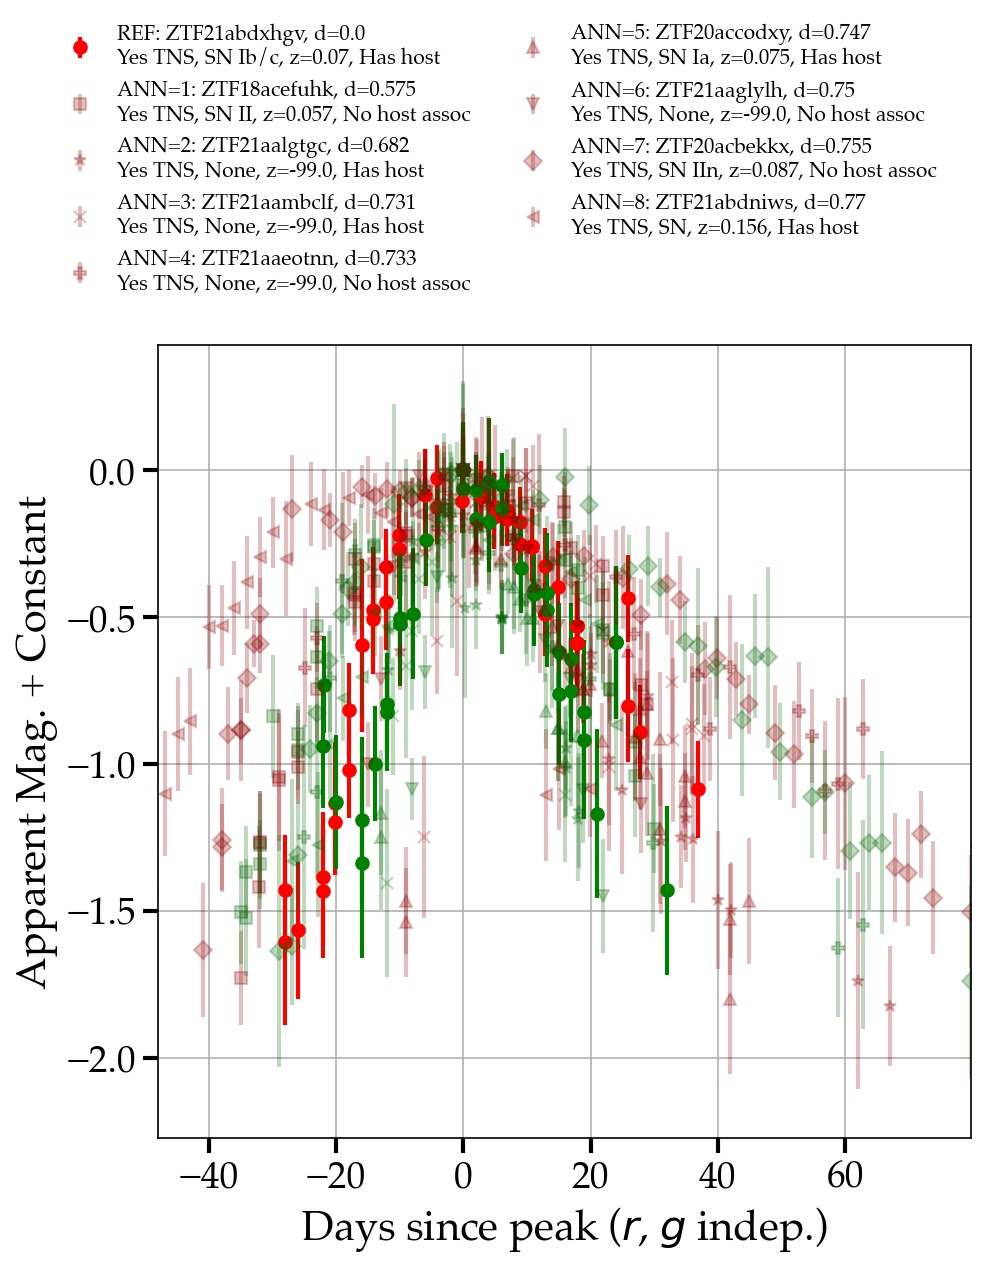 REF: ZTF21abdxhgv, d=0.0
Yes TNS, SN Ib/c, z=0.07, Has host
ANN=1: ZTF18acefuhk, d=0.575
Yes TNS, SN II, z=0.057, No host assoc
ANN=2: ZTF21aalgtgc, d=0.682
Yes TNS, None, z=-99.0, Has host
ANN=3: ZTF21aambclf, d=0.731
Yes TNS, None, z=-99.0, Has host
ANN=4: ZTF21aaeotnn, d=0.733
Yes TNS, None, z=-99.0, No host assoc
ANN=5: ZTF20accodxy, d=0.747
Yes TNS, SN Ia, z=0.075, Has host
ANN=6: ZTF21aaglylh, d=0.75
Yes TNS, None, z=-99.0, No host assoc
ANN=7: ZTF20acbekkx, d=0.755
Yes TNS, SN IIn, z=0.087, No host assoc
ANN=8: ZTF21abdniws, d=0.77
Yes TNS, SN, z=0.156, Has host
Apparent Mag. + Constant
0.0
−0.5
−1.0
−1.5
−2.0
−40
−20
0
20
40
60
Days since peak (r, g indep.)